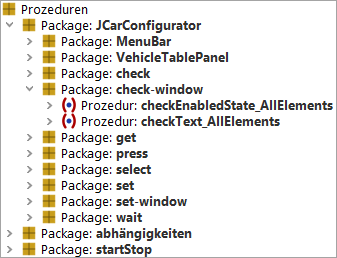 Prozeduren
Package: JCarConfigurator
Package: MenuBar
Package: VehicleTablePanel
Package: check
Package: check-window
Prozedur: checkEnabledState_AllElements
Prozedur: checkText_AllElements
Package: get
Package: press
Package: select
Package: set
Package: set-window
Package: wait
Package: abhängigkeiten
Package: startStop